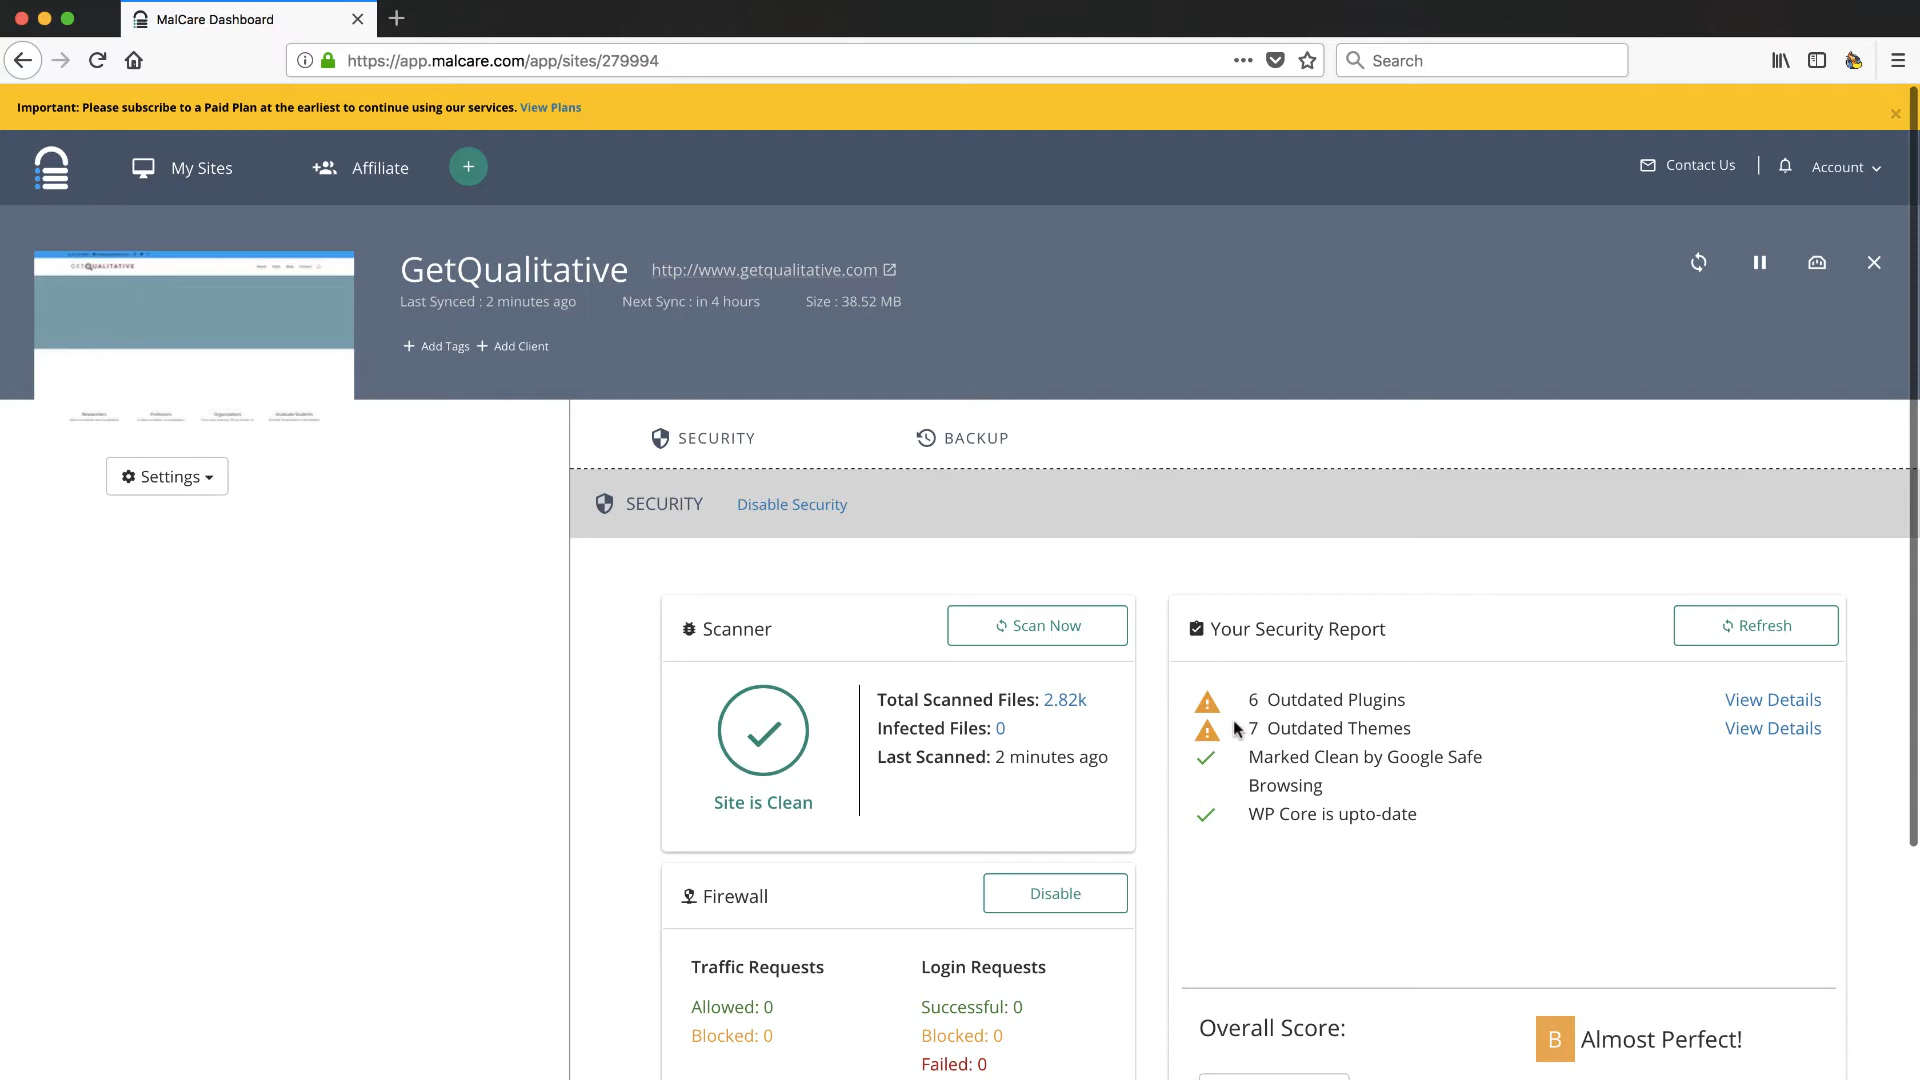 MalCare Dashboard
https://app.malcare.com/app/sites/279994
Search
Important: Please subscribe to a Paid Plan at the earliest to continue using our services. View Plans
My Sites
Affiliate
Contact Us
Account
GETQUALITATIVE
GetQualitative
http://www.getqualitative.com
Last Synced : 2 minutes ago
Next Sync : in 4 hours
Size : 38.52 MB
Add Tags
Add Client
Researchers
Professors
Organizations
Graduate Students
Settings
SECURITY
BACKUP
SECURITY
Disable Security
Scanner
Scan Now
Site is Clean
Total Scanned Files: 2.82k
Infected Files: 0
Last Scanned: 2 minutes ago
Your Security Report
Refresh
6 Outdated Plugins
View Details
7 Outdated Themes
View Details
Marked Clean by Google Safe
Browsing
WP Core is upto-date
Firewall
Disable
Traffic Requests
Allowed: 0
Blocked: 0
Login Requests
Successful: 0
Blocked: 0
Failed: 0
Overall Score:
B
Almost Perfect!